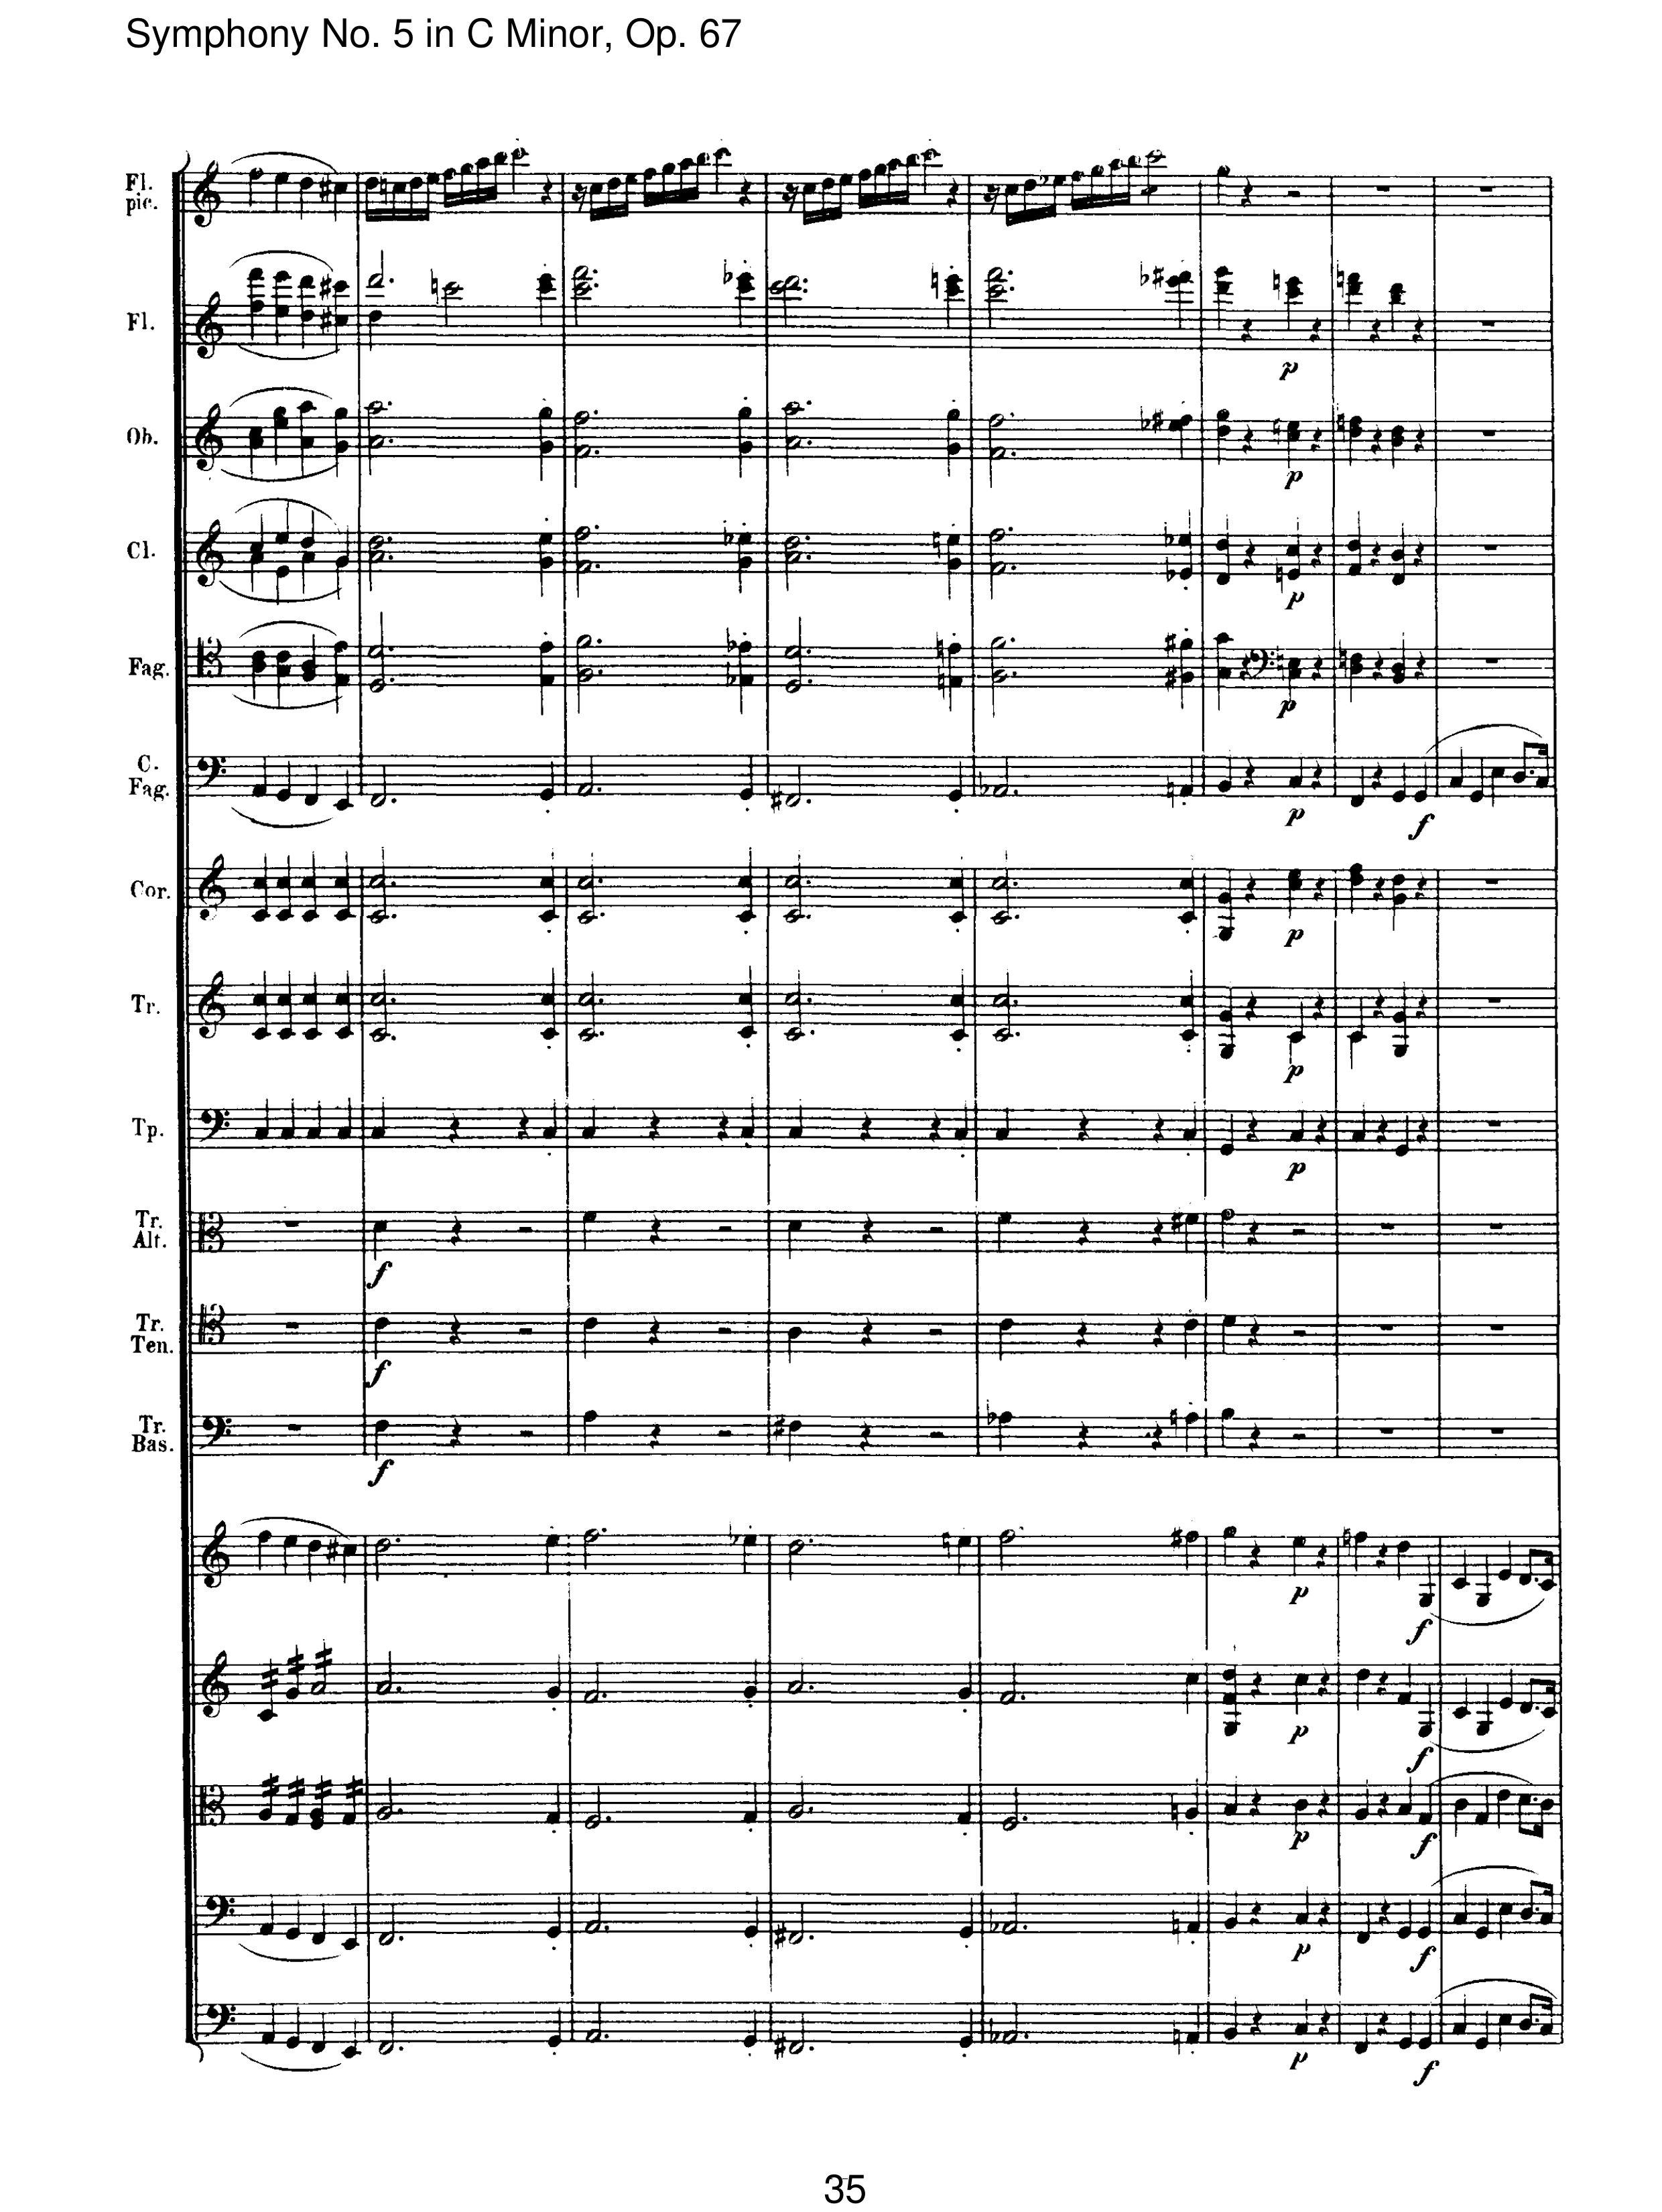 Symphony No. 5 in C Minor, Op. 67
Fl.
pic.
Fl.
p
Ob.
p
Cl.
p
Fag.
p
C.
Fag.
p f
Cor.
p
Tr.
p
Tp.
p
Tr.
Alt.
f
Tr.
Ten.
f
Tr.
Bas.
f
p f
p f
p f
p f
p f
35